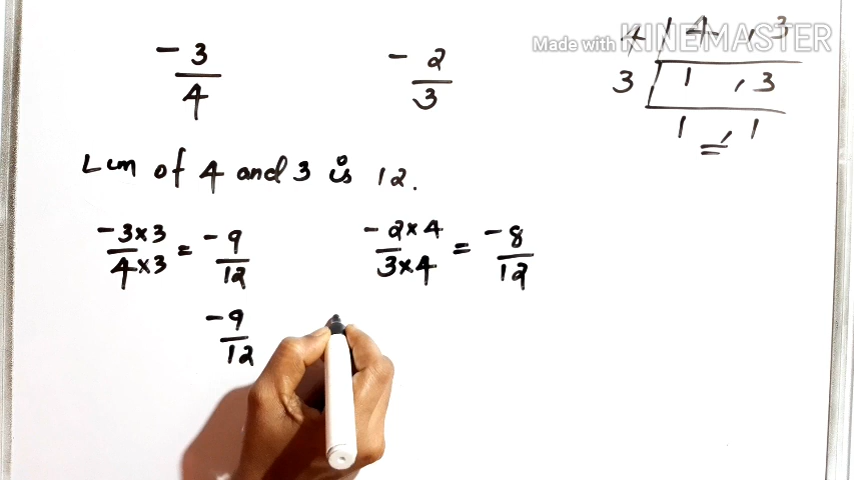 -3/4 -2/3
Made with KINEMASTER
4 | 4 , 3
3 | 1 , 3
1 , 1
Lcm of 4 and 3 is 12.
-3×3/4×3 = -9/12 -2×4/3×4 = -8/12
-9/12